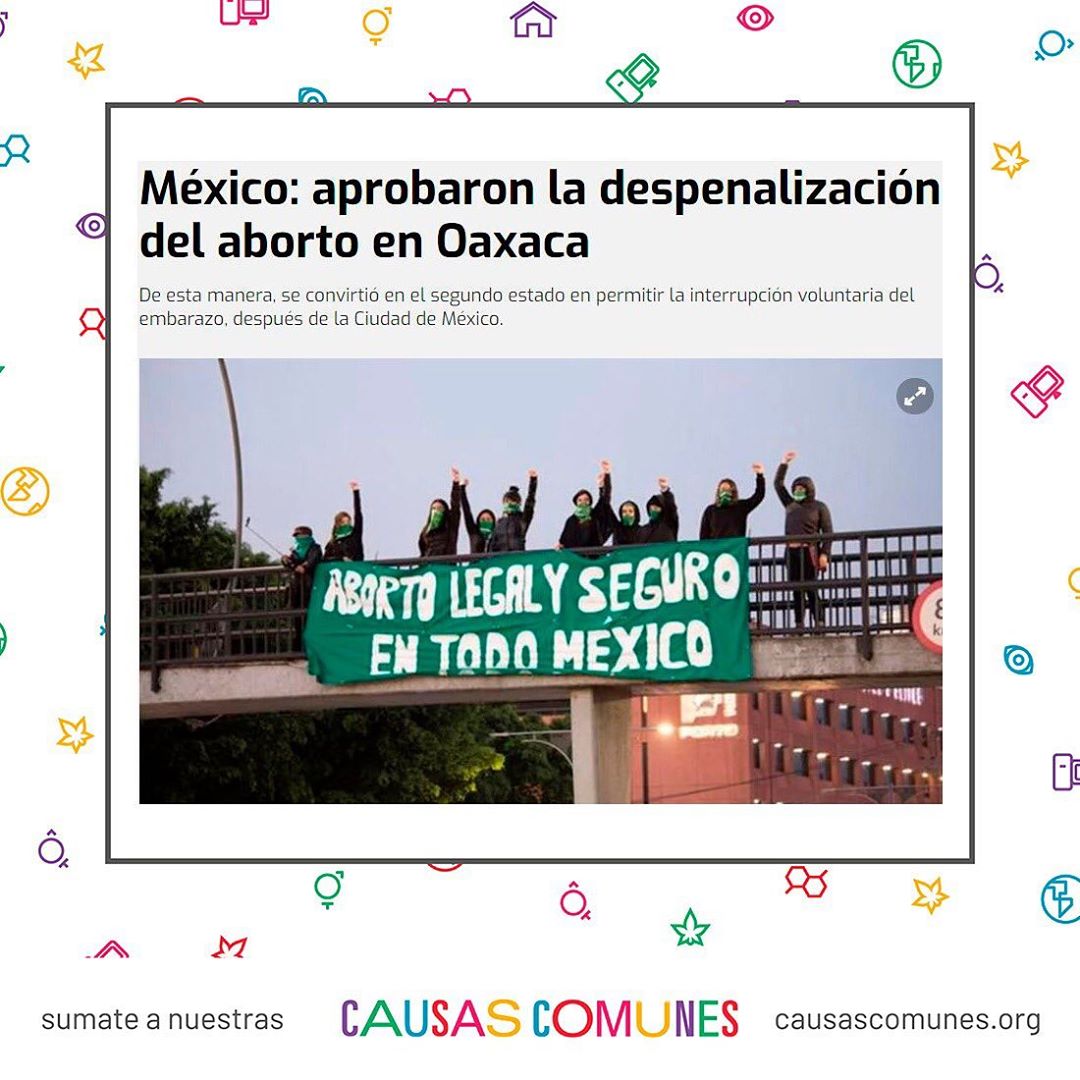 México: aprobaron la despenalización
del aborto en Oaxaca
De esta manera, se convirtió en el segundo estado en permitir la interrupción voluntaria del
embarazo, después de la Ciudad de México.
ABORTO LEGAL Y SEGURO
EN TODO MEXICO
sumate a nuestras
CAUSAS COMUNES
causascomunes.org